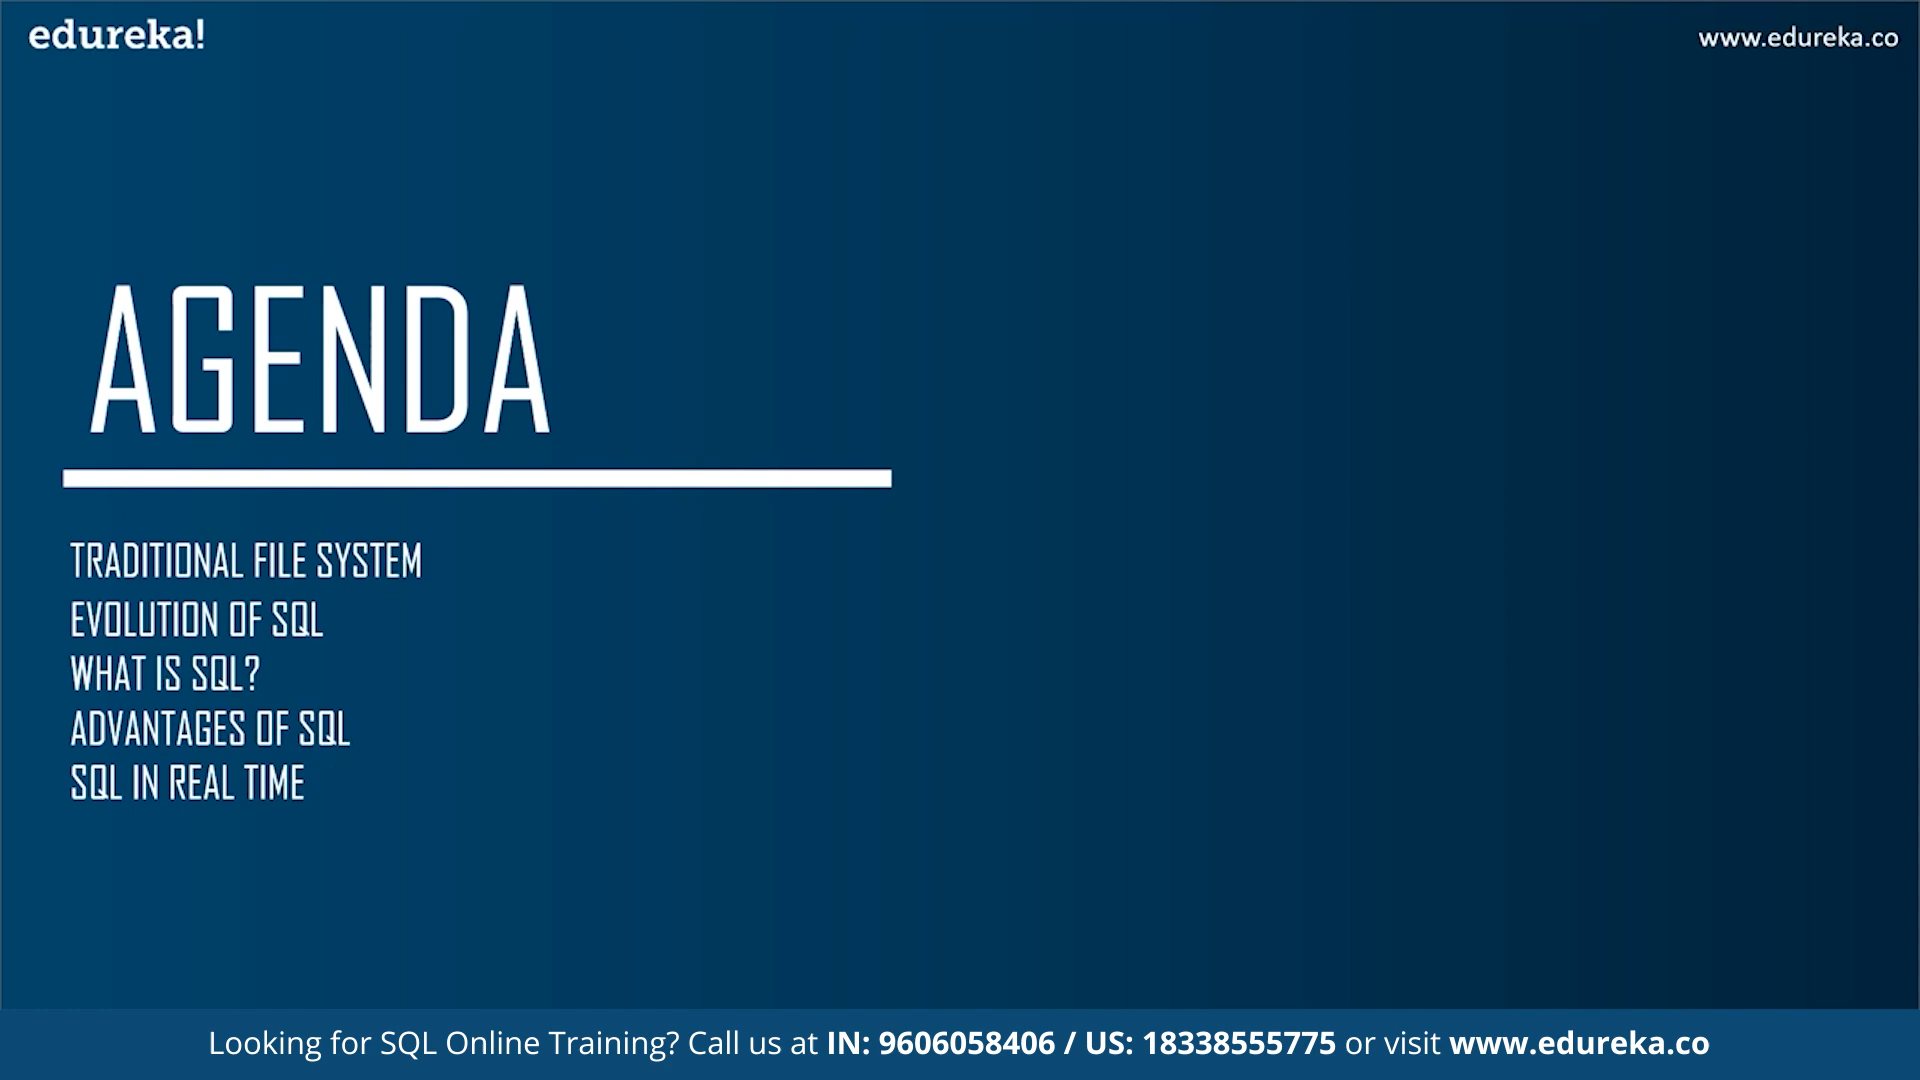 edureka!
www.edureka.co
AGENDA
TRADITIONAL FILE SYSTEM
EVOLUTION OF SQL
WHAT IS SQL?
ADVANTAGES OF SQL
SQL IN REAL TIME
Looking for SQL Online Training? Call us at IN: 9606058406 / US: 18338555775 or visit www.edureka.co